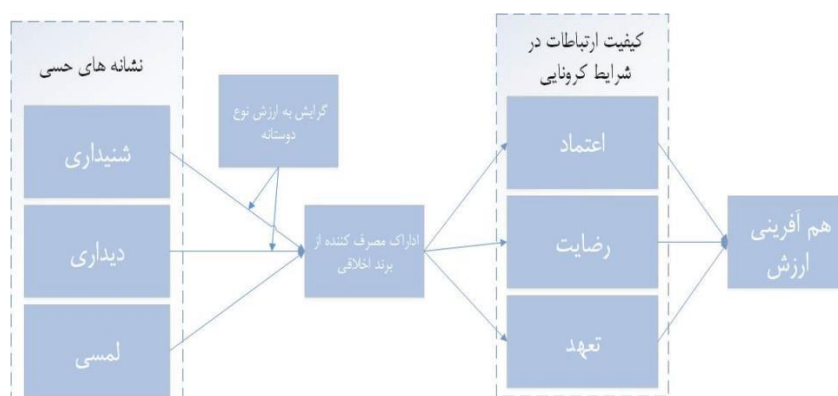 نشانه های حسی
شنیداری
دیداری
لمسی
گرایش به ارزش نوع
دوستانه
اداراک مصرف کننده از
برند اخلاقی
کیفیت ارتباطات در
شرایط کرونایی
اعتماد
رضایت
تعهد
هم آفرینی
ارزش